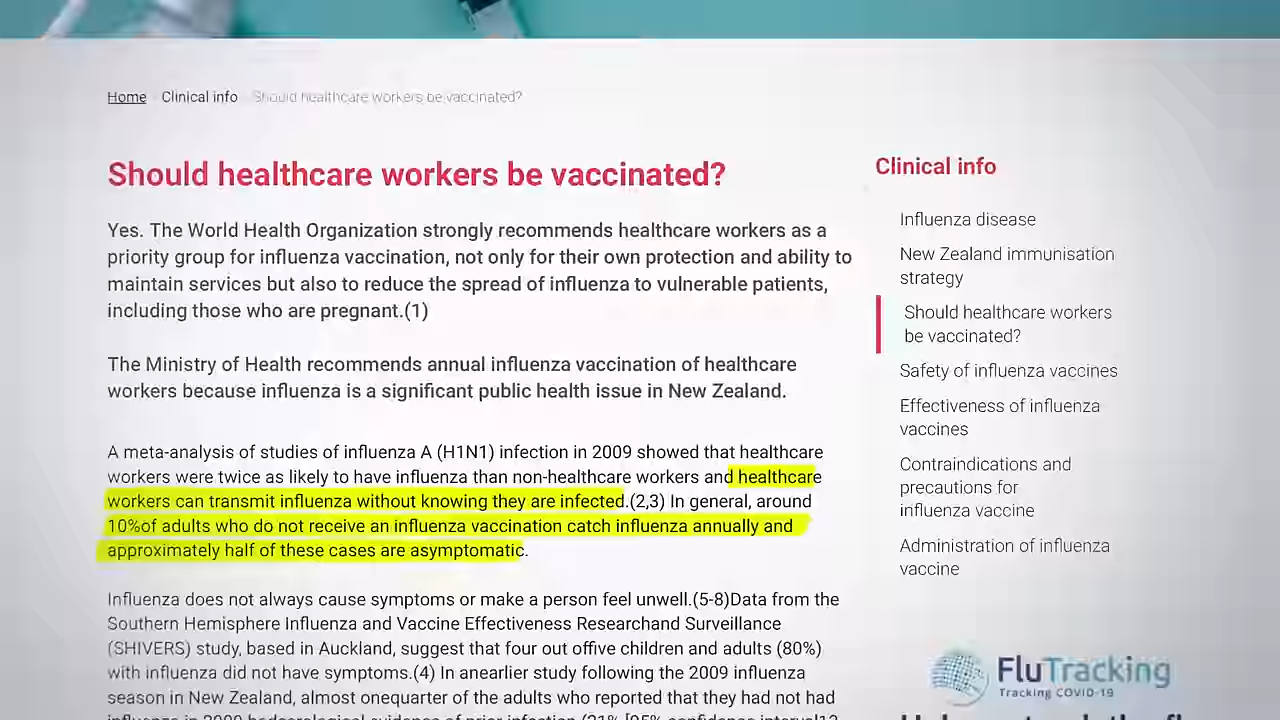 Home Clinical info Should healthcare workers be vaccinated?
Should healthcare workers be vaccinated?
Yes. The World Health Organization strongly recommends healthcare workers as a
priority group for influenza vaccination, not only for their own protection and ability to
maintain services but also to reduce the spread of influenza to vulnerable patients,
including those who are pregnant.(1)
The Ministry of Health recommends annual influenza vaccination of healthcare
workers because influenza is a significant public health issue in New Zealand.
A meta-analysis of studies of influenza A (H1N1) infection in 2009 showed that healthcare
workers were twice as likely to have influenza than non-healthcare workers and healthcare
workers can transmit influenza without knowing they are infected.(2,3) In general, around
10%of adults who do not receive an influenza vaccination catch influenza annually and
approximately half of these cases are asymptomatic.
Influenza does not always cause symptoms or make a person feel unwell.(5-8)Data from the
Southern Hemisphere Influenza and Vaccine Effectiveness Researchand Surveillance
(SHIVERS) study, based in Auckland, suggest that four out offive children and adults (80%)
with influenza did not have symptoms.(4) In anearlier study following the 2009 influenza
season in New Zealand, almost onequarter of the adults who reported that they had not had
Clinical info
Influenza disease
New Zealand immunisation
strategy
Should healthcare workers
be vaccinated?
Safety of influenza vaccines
Effectiveness of influenza
vaccines
Contraindications and
precautions for
influenza vaccine
Administration of influenza
vaccine
FluTracking
Tracking COVID-19